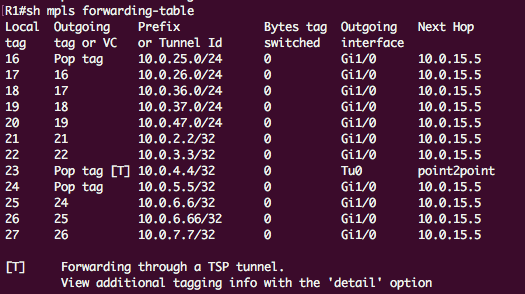 R1#sh mpls forwarding-table
Local Outgoing Prefix Bytes tag Outgoing Next Hop
tag tag or VC or Tunnel Id switched interface
16 Pop tag 10.0.25.0/24 0 Gi1/0 10.0.15.5
17 16 10.0.26.0/24 0 Gi1/0 10.0.15.5
18 17 10.0.36.0/24 0 Gi1/0 10.0.15.5
19 18 10.0.37.0/24 0 Gi1/0 10.0.15.5
20 19 10.0.47.0/24 0 Gi1/0 10.0.15.5
21 21 10.0.2.2/32 0 Gi1/0 10.0.15.5
22 22 10.0.3.3/32 0 Gi1/0 10.0.15.5
23 Pop tag [T] 10.0.4.4/32 0 Tu0 point2point
24 Pop tag 10.0.5.5/32 0 Gi1/0 10.0.15.5
25 24 10.0.6.6/32 0 Gi1/0 10.0.15.5
26 25 10.0.6.66/32 0 Gi1/0 10.0.15.5
27 26 10.0.7.7/32 0 Gi1/0 10.0.15.5
[T] Forwarding through a TSP tunnel.
View additional tagging info with the 'detail' option